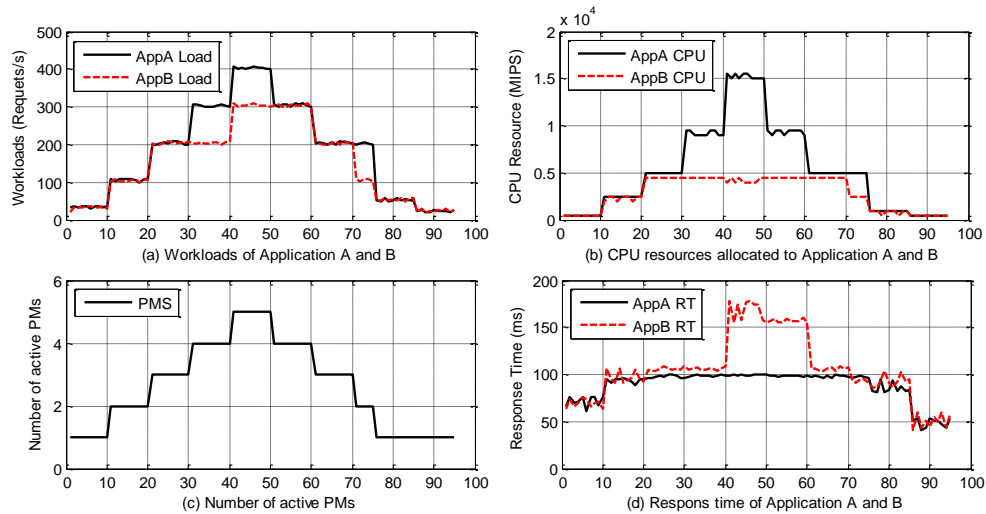 Workloads (Requets/s)
500
400
300
200
100
0
AppA Load
AppB Load
0 10 20 30 40 50 60 70 80 90 100
(a) Workloads of Application A and B
x 10^4
CPU Resource (MIPS)
2
1.5
1
0.5
0
AppA CPU
AppB CPU
0 10 20 30 40 50 60 70 80 90 100
(b) CPU resources allocated to Application A and B
Number of active PMs
6
4
2
0
PMS
0 10 20 30 40 50 60 70 80 90 100
(c) Number of active PMs
Response Time (ms)
200
150
100
50
0
AppA RT
AppB RT
0 10 20 30 40 50 60 70 80 90 100
(d) Respons time of Application A and B